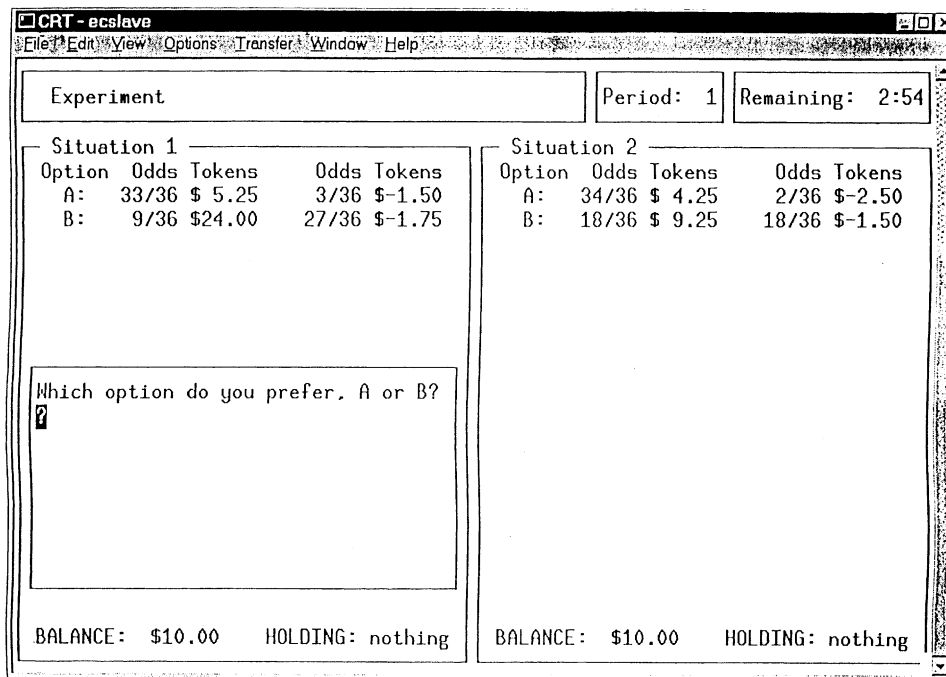 CRT - ecslave
File Edit View Options Transfer Window Help
Experiment
Period: 1
Remaining: 2:54
Situation 1
Option Odds Tokens Odds Tokens
A: 33/36 $ 5.25 3/36 $-1.50
B: 9/36 $24.00 27/36 $-1.75
Which option do you prefer, A or B?
?
BALANCE: $10.00 HOLDING: nothing
Situation 2
Option Odds Tokens Odds Tokens
A: 34/36 $ 4.25 2/36 $-2.50
B: 18/36 $ 9.25 18/36 $-1.50
BALANCE: $10.00 HOLDING: nothing